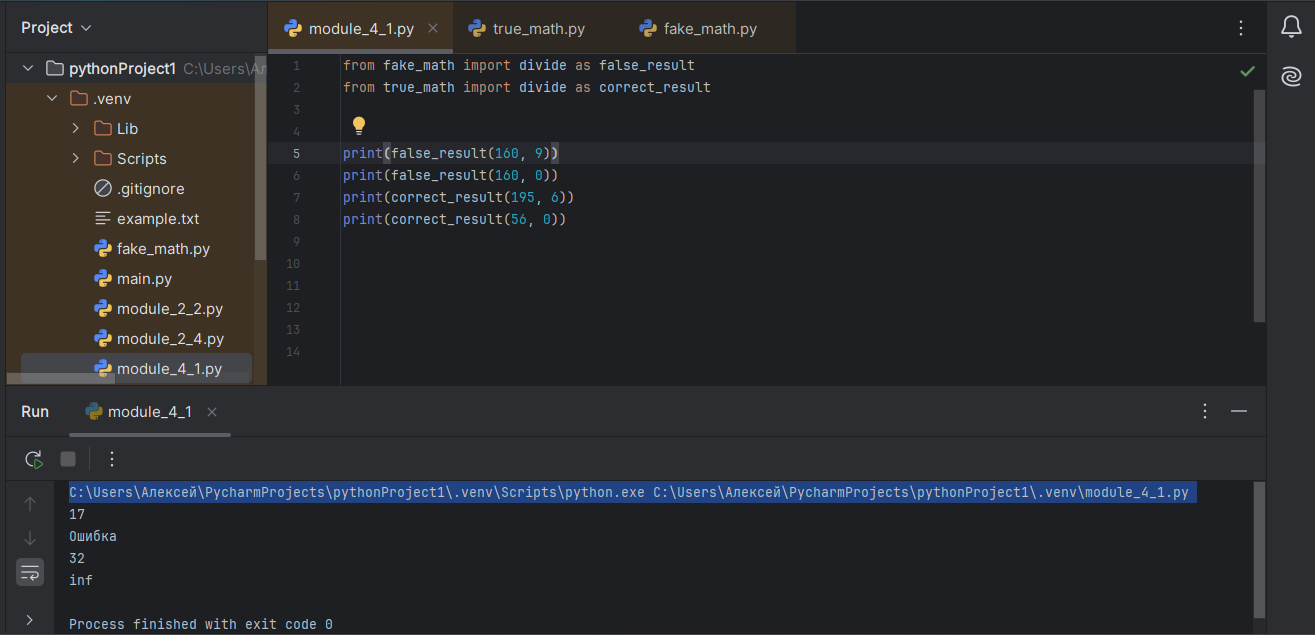 Project
module_4_1.py
true_math.py
fake_math.py
pythonProject1 C:\Users\Ал
.venv
Lib
Scripts
.gitignore
example.txt
fake_math.py
main.py
module_2_2.py
module_2_4.py
module_4_1.py
1 from fake_math import divide as false_result
2 from true_math import divide as correct_result
3
4
5 print(false_result(160, 9))
6 print(false_result(160, 0))
7 print(correct_result(195, 6))
8 print(correct_result(56, 0))
9
10
11
12
13
14
Run
module_4_1
C:\Users\Алексей\PycharmProjects\pythonProject1\.venv\Scripts\python.exe C:\Users\Алексей\PycharmProjects\pythonProject1\.venv\module_4_1.py
17
Ошибка
32
inf
Process finished with exit code 0